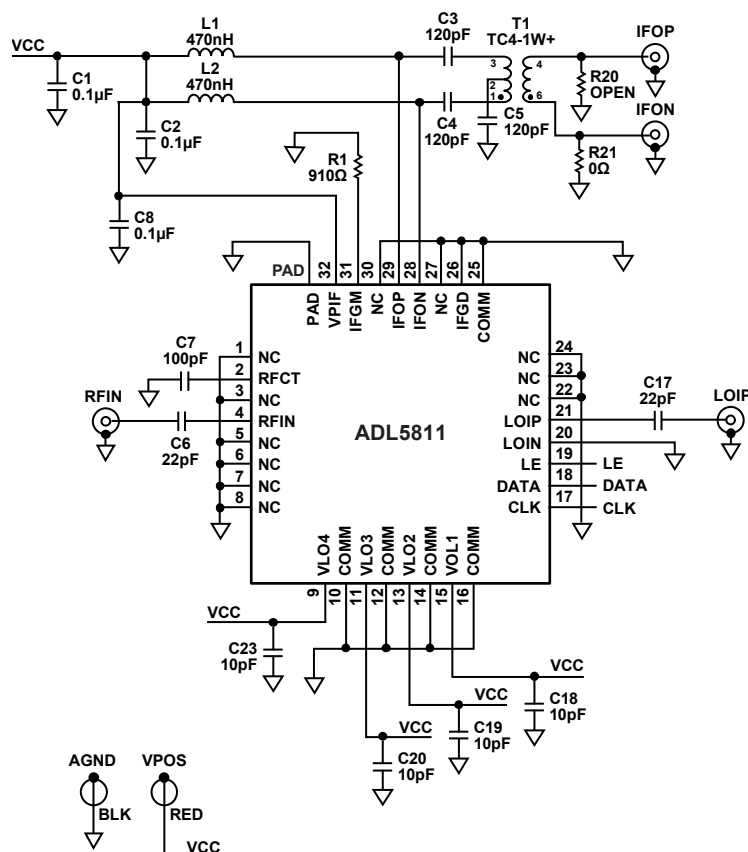 VCC
L1
470nH
C3
120pF
T1
TC4-1W+
IFOP
3
4
2
1
6
C1
0.1µF
L2
470nH
R20
OPEN
IFON
C2
0.1µF
C4
120pF
C5
120pF
R1
910Ω
R21
0Ω
C8
0.1µF
PAD
32
31
30
29
28
27
26
25
PAD
VPIF
IFGM
NC
IFOP
IFON
NC
IFGD
COMM
1 NC
2 RFCT
3 NC
4 RFIN
5 NC
6 NC
7 NC
8 NC
C7
100pF
RFIN
C6
22pF
ADL5811
NC 24
NC 23
NC 22
LOIP 21
LOIN 20
LE 19 LE
DATA 18 DATA
CLK 17 CLK
C17
22pF
LOIP
VLO4
COMM
VLO3
COMM
VLO2
COMM
VOL1
COMM
9
10
11
12
13
14
15
16
VCC
C23
10pF
VCC
C18
10pF
VCC
C19
10pF
VCC
C20
10pF
AGND
BLK
VPOS
RED
VCC